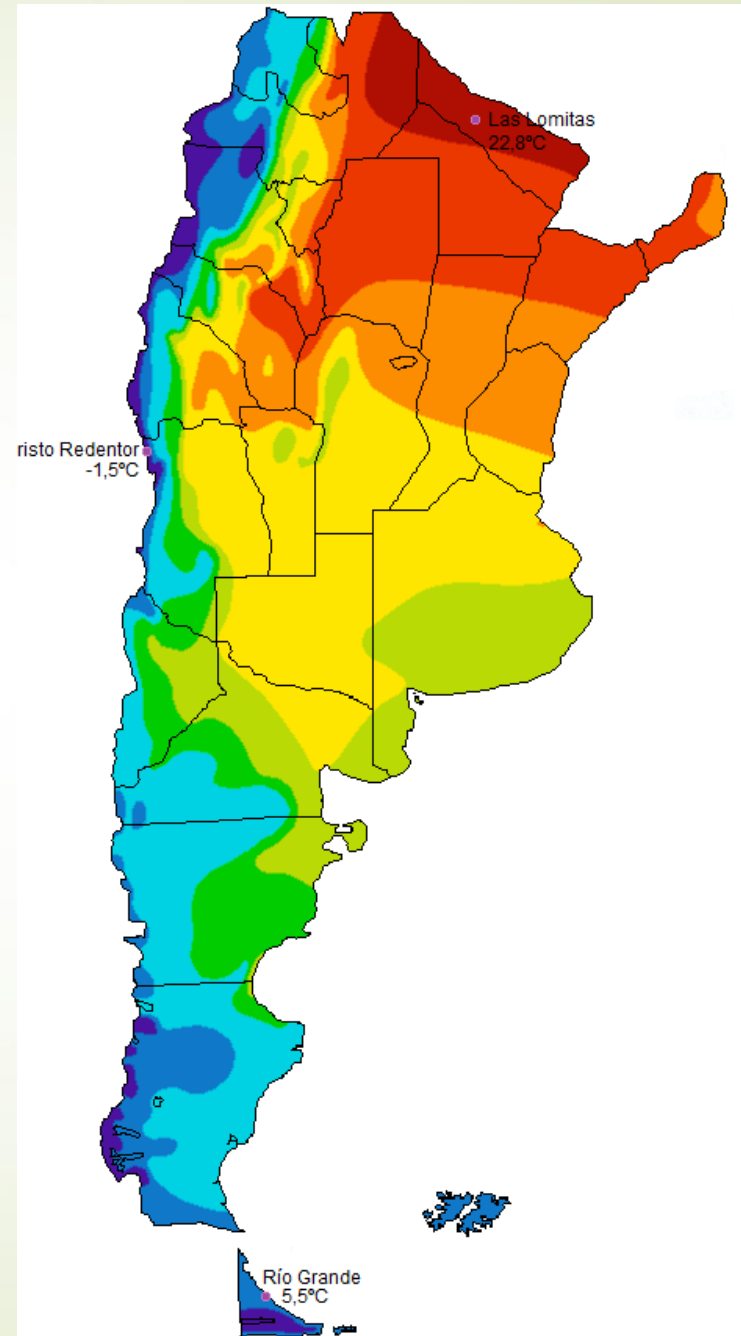 Las Lomitas
22,8ºC
risto Redentor
-1,5ºC
Río Grande
5,5ºC